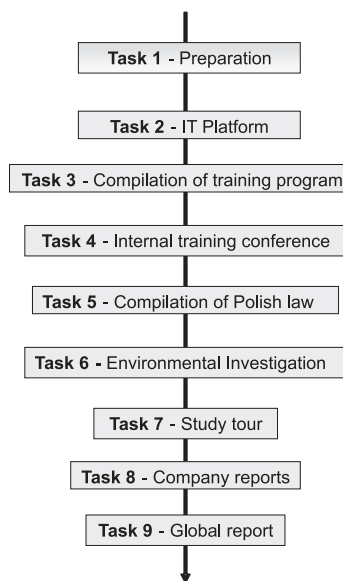 Task 1 - Preparation
Task 2 - IT Platform
Task 3 - Compilation of training program
Task 4 - Internal training conference
Task 5 - Compilation of Polish law
Task 6 - Environmental Investigation
Task 7 - Study tour
Task 8 - Company reports
Task 9 - Global report